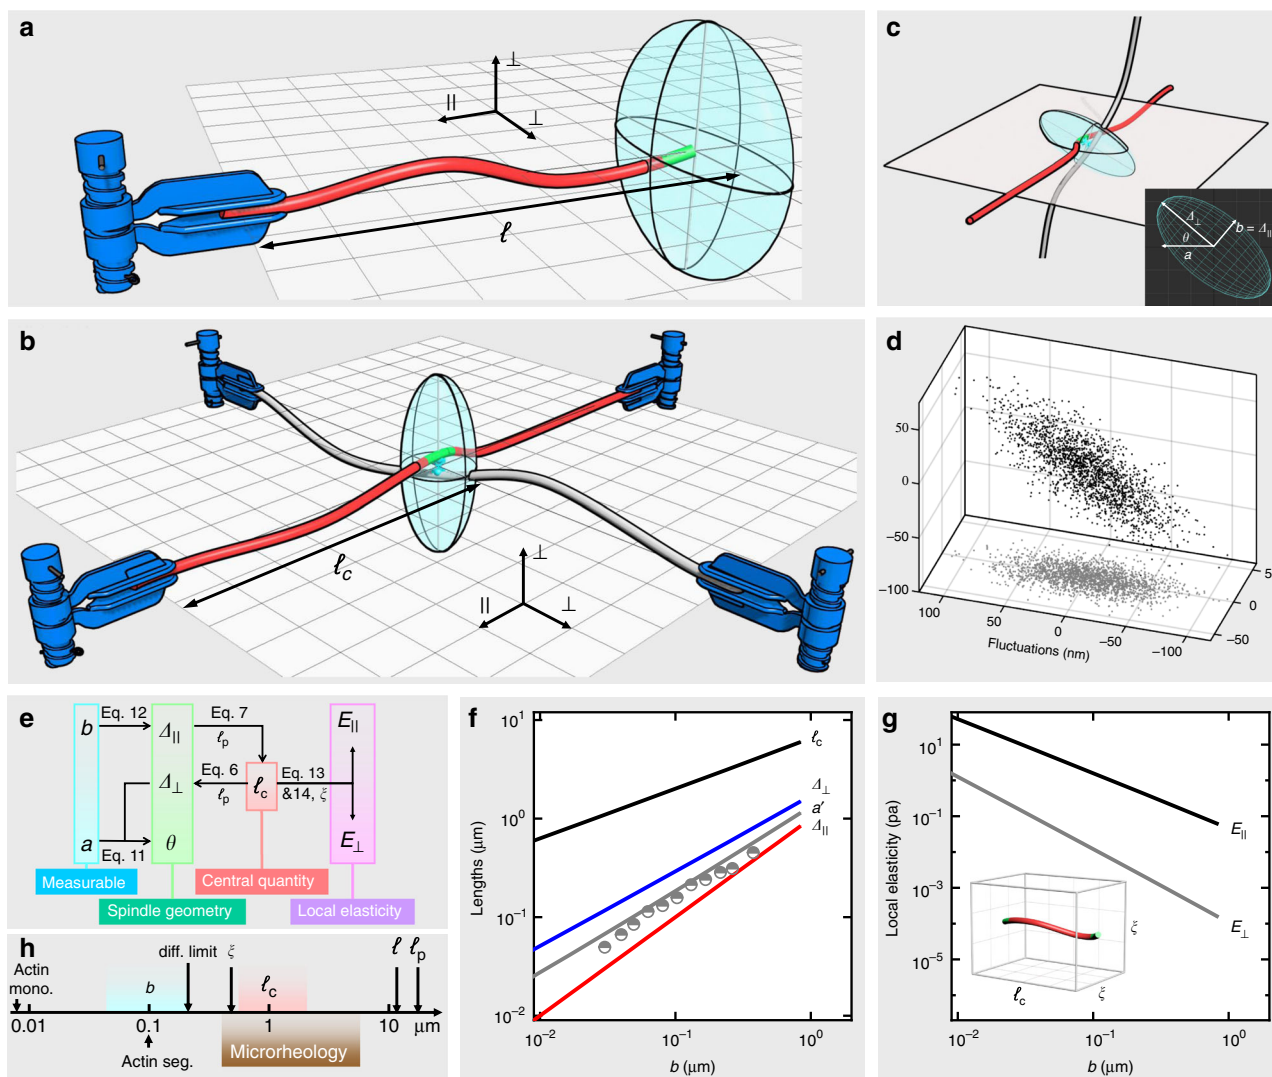 a
⊥
||
⊥
ℓ
b
ℓc
⊥
||
⊥
c
Δ⊥
b = Δ||
θ
a
d
50
0
−50
−100
100
50
0
−50
−100
5
0
−50
Fluctuations (nm)
e
b
Eq. 12
Δ||
Eq. 7
ℓp
E||
Δ⊥
Eq. 6
ℓp
ℓc
Eq. 13
&14, ξ
a
Eq. 11
θ
E⊥
Measurable
Central quantity
Spindle geometry
Local elasticity
f
10¹
10⁰
10⁻¹
10⁻²
Lengths (μm)
ℓc
Δ⊥
a′
Δ||
10⁻²
10⁻¹
10⁰
b (μm)
g
10¹
10⁻¹
10⁻³
10⁻⁵
Local elasticity (pa)
E||
E⊥
ξ
ℓc
ξ
10⁻²
10⁻¹
10⁰
b (μm)
h
diff. limit
ξ
ℓ
ℓp
Actin
mono.
b
ℓc
0.01
0.1
1
10
μm
Actin seg.
Microrheology